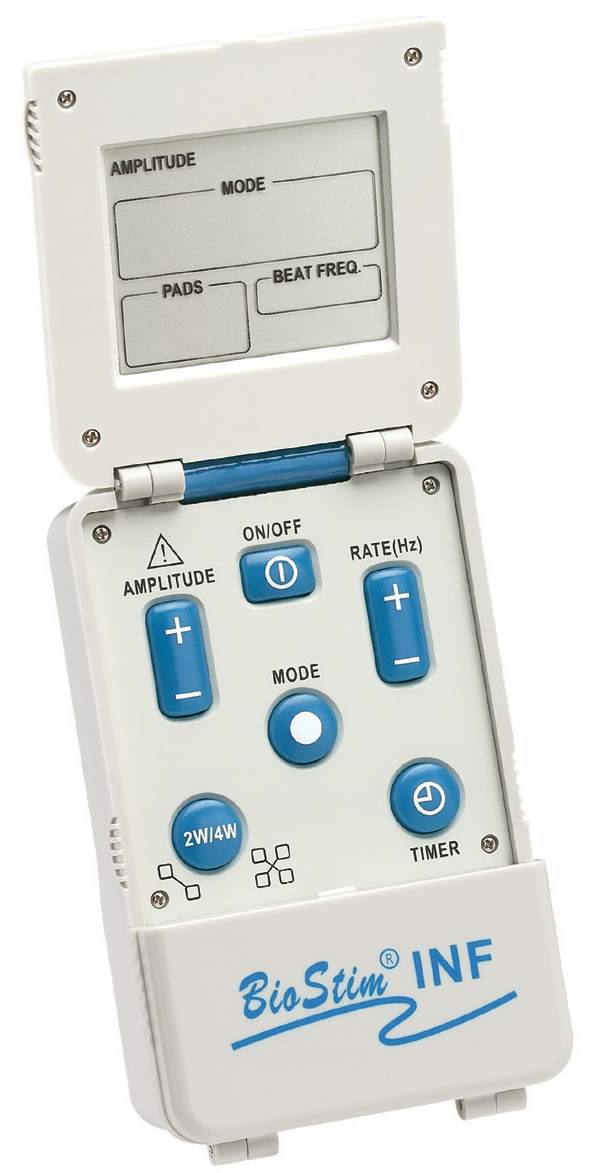 AMPLITUDE
MODE
PADS
BEAT FREQ.
ON/OFF
AMPLITUDE
RATE(Hz)
+
+
−
−
MODE
2W/4W
TIMER
BioStim® INF